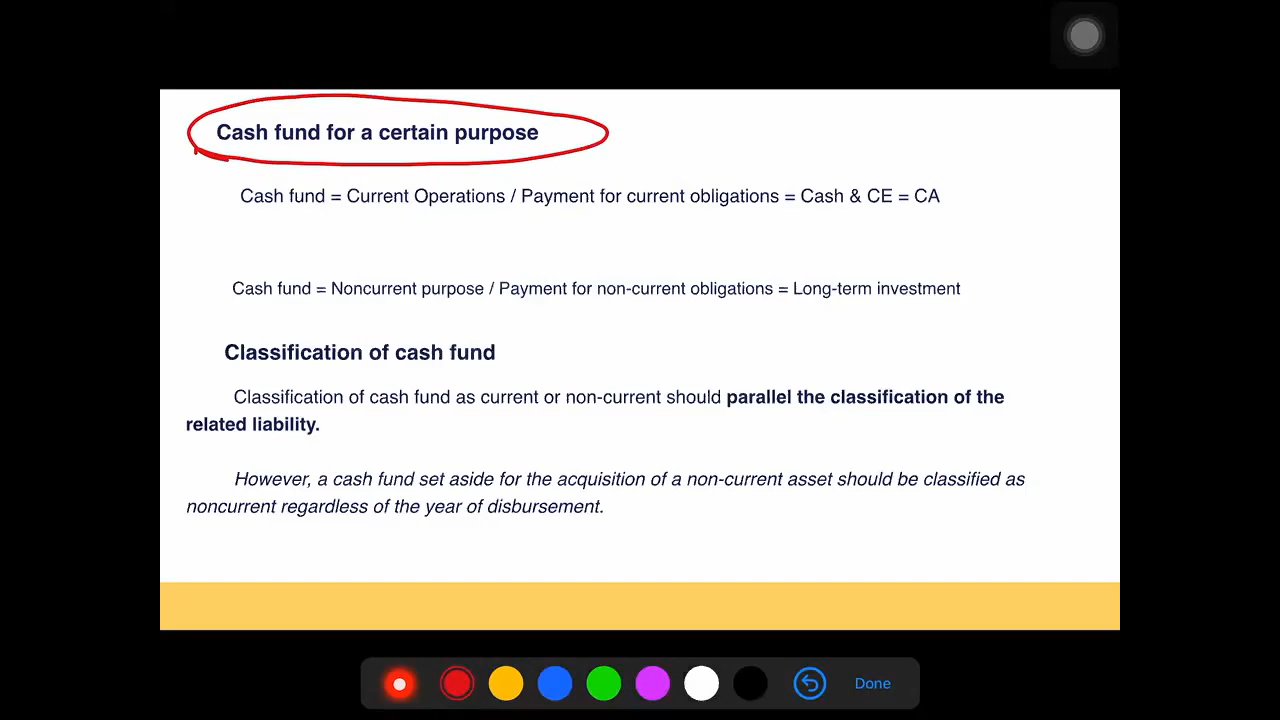 Cash fund for a certain purpose
Cash fund = Current Operations / Payment for current obligations = Cash & CE = CA
Cash fund = Noncurrent purpose / Payment for non-current obligations = Long-term investment
Classification of cash fund
Classification of cash fund as current or non-current should parallel the classification of the
related liability.
However, a cash fund set aside for the acquisition of a non-current asset should be classified as
noncurrent regardless of the year of disbursement.
Done